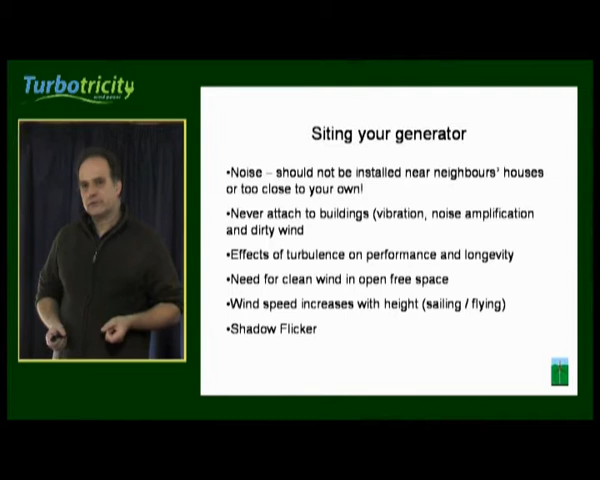 Turbotricity
wind power
Siting your generator
•Noise – should not be installed near neighbours' houses
or too close to your own!
•Never attach to buildings (vibration, noise amplification
and dirty wind
•Effects of turbulence on performance and longevity
•Need for clean wind in open free space
•Wind speed increases with height (sailing / flying)
•Shadow Flicker